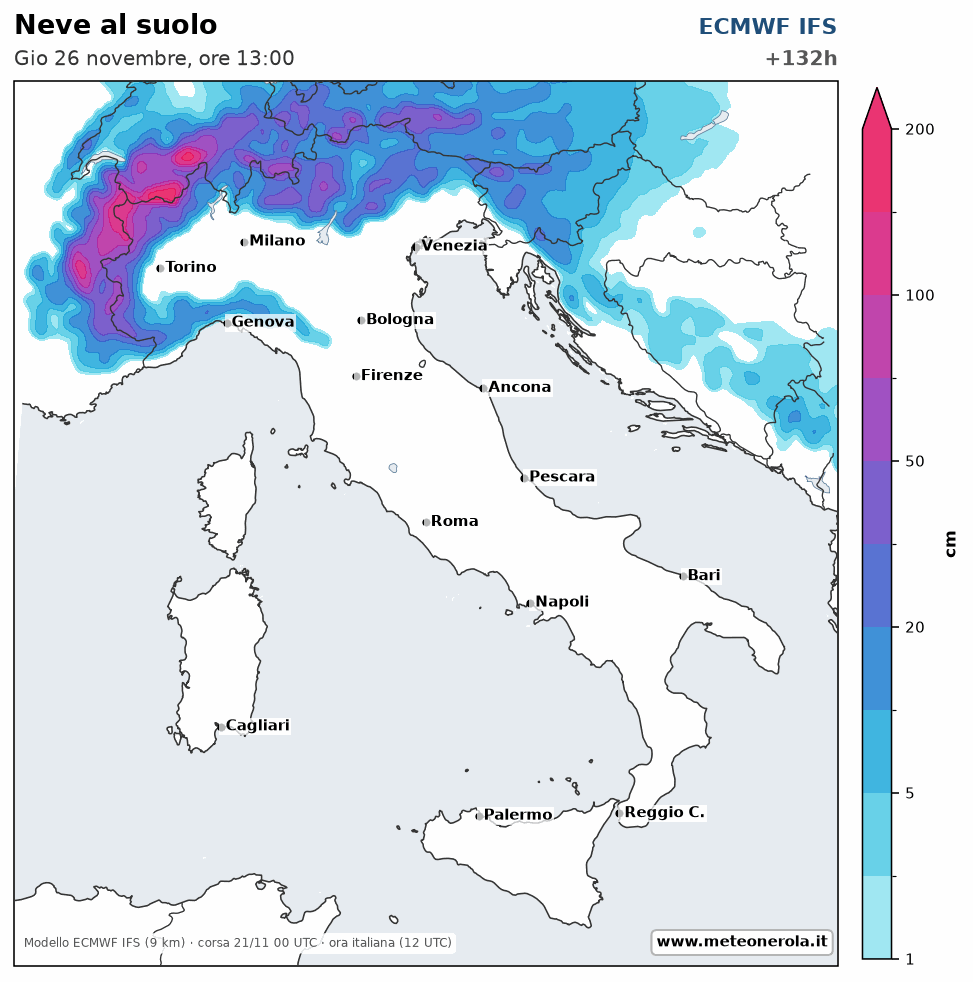 Neve al suolo
ECMWF IFS
Gio 26 novembre, ore 13:00
+132h
200
Milano
Venezia
Torino
100
Genova
Bologna
Firenze
Ancona
50
Pescara
Roma
cm
Bari
Napoli
20
Cagliari
5
Palermo
Reggio C.
Modello ECMWF IFS (9 km) · corsa 21/11 00 UTC · ora italiana (12 UTC)
www.meteonerola.it
1